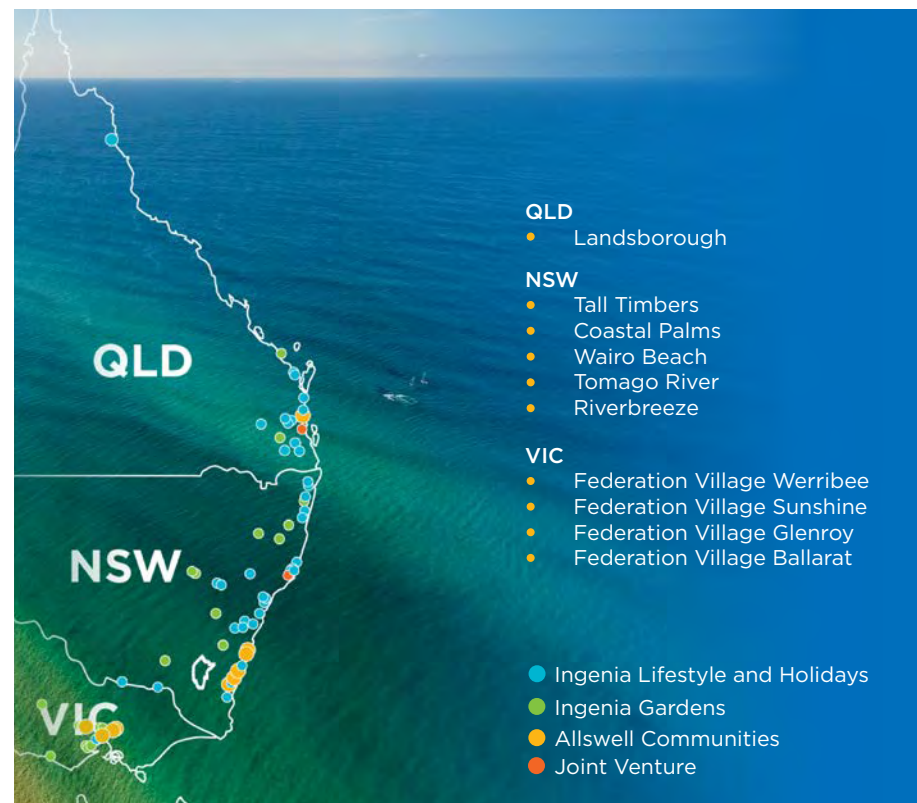 QLD
NSW
VIC
QLD
• Landsborough
NSW
• Tall Timbers
• Coastal Palms
• Wairo Beach
• Tomago River
• Riverbreeze
VIC
• Federation Village Werribee
• Federation Village Sunshine
• Federation Village Glenroy
• Federation Village Ballarat
Ingenia Lifestyle and Holidays
Ingenia Gardens
Allswell Communities
Joint Venture